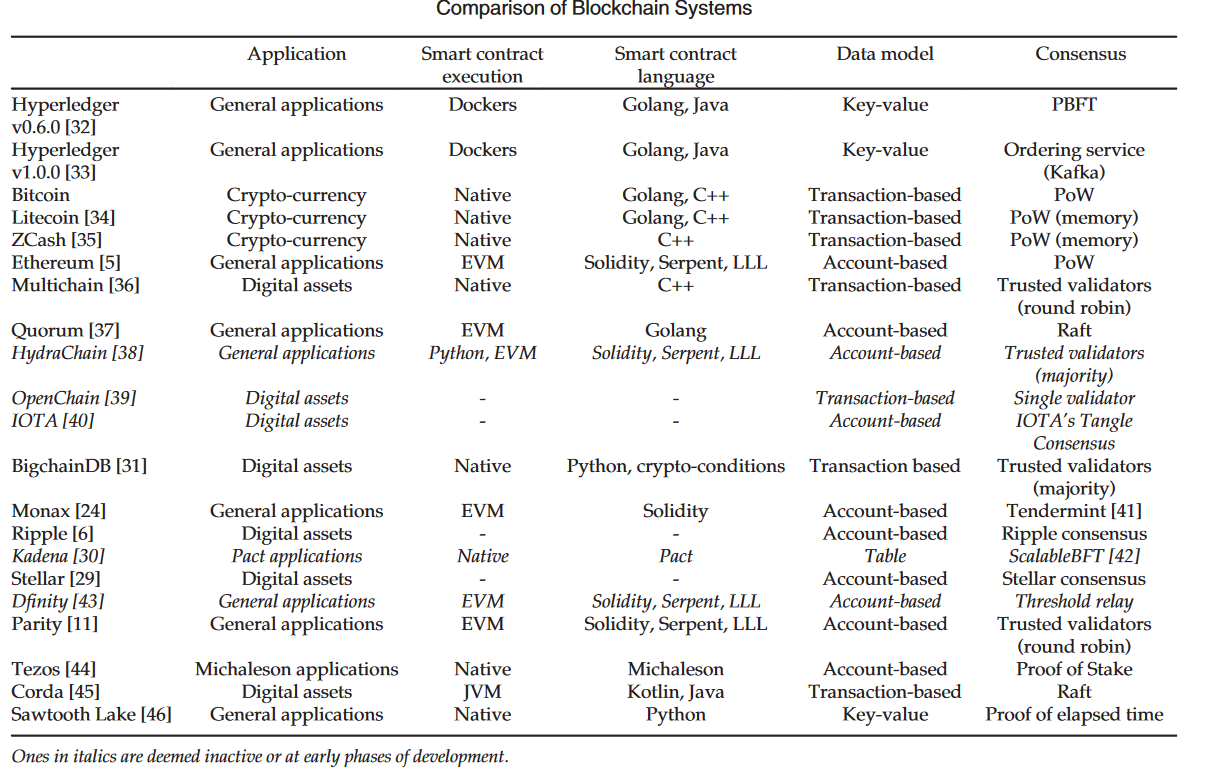 Comparison of Blockchain Systems
Application Smart contract execution Smart contract language Data model Consensus
Hyperledger v0.6.0 [32] General applications Dockers Golang, Java Key-value PBFT
Hyperledger v1.0.0 [33] General applications Dockers Golang, Java Key-value Ordering service (Kafka)
Bitcoin Crypto-currency Native Golang, C++ Transaction-based PoW
Litecoin [34] Crypto-currency Native Golang, C++ Transaction-based PoW (memory)
ZCash [35] Crypto-currency Native C++ Transaction-based PoW (memory)
Ethereum [5] General applications EVM Solidity, Serpent, LLL Account-based PoW
Multichain [36] Digital assets Native C++ Transaction-based Trusted validators (round robin)
Quorum [37] General applications EVM Golang Account-based Raft
HydraChain [38] General applications Python, EVM Solidity, Serpent, LLL Account-based Trusted validators (majority)
OpenChain [39] Digital assets - - Transaction-based Single validator
IOTA [40] Digital assets - - Account-based IOTA's Tangle Consensus
BigchainDB [31] Digital assets Native Python, crypto-conditions Transaction based Trusted validators (majority)
Monax [24] General applications EVM Solidity Account-based Tendermint [41]
Ripple [6] Digital assets - - Account-based Ripple consensus
Kadena [30] Pact applications Native Pact Table ScalableBFT [42]
Stellar [29] Digital assets - - Account-based Stellar consensus
Dfinity [43] General applications EVM Solidity, Serpent, LLL Account-based Threshold relay
Parity [11] General applications EVM Solidity, Serpent, LLL Account-based Trusted validators (round robin)
Tezos [44] Michaleson applications Native Michaleson Account-based Proof of Stake
Corda [45] Digital assets JVM Kotlin, Java Transaction-based Raft
Sawtooth Lake [46] General applications Native Python Key-value Proof of elapsed time
Ones in italics are deemed inactive or at early phases of development.